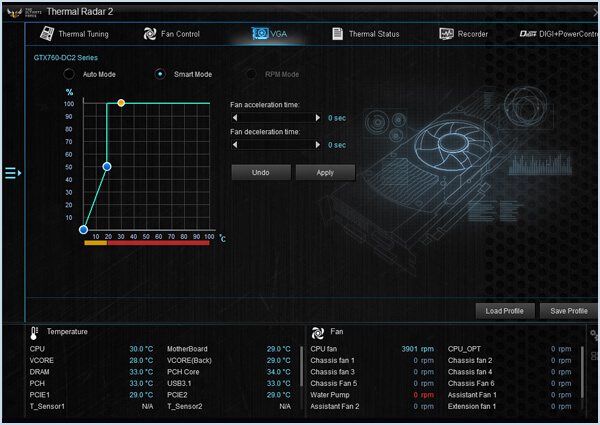 THE ULTIMATE FORCE Thermal Radar 2
Thermal Tuning Fan Control VGA Thermal Status Recorder DIGI+PowerContr
GTX760-DC2 Series
Auto Mode Smart Mode RPM Mode
%
100
90
80
70
60
50
40
30
20
10
10 20 30 40 50 60 70 80 90 100 °C
Fan acceleration time:
0 sec
Fan deceleration time:
0 sec
Undo Apply
Load Profile Save Profile
Temperature
CPU 30.0 °C MotherBoard 29.0 °C
VCORE 28.0 °C VCORE(Back) 29.0 °C
DRAM 33.0 °C PCH Core 34.0 °C
PCH 33.0 °C USB3.1 33.0 °C
PCIE1 29.0 °C PCIE2 29.0 °C
T_Sensor1 N/A T_Sensor2 N/A
Fan
CPU fan 3901 rpm CPU_OPT 0 rpm
Chassis fan 1 0 rpm Chassis fan 2 0 rpm
Chassis fan 3 0 rpm Chassis fan 4 0 rpm
Chassis Fan 5 0 rpm Chassis Fan 6 0 rpm
Water Pump 0 rpm Assistant Fan 1 0 rpm
Assistant Fan 2 0 rpm Extension fan 1 0 rpm